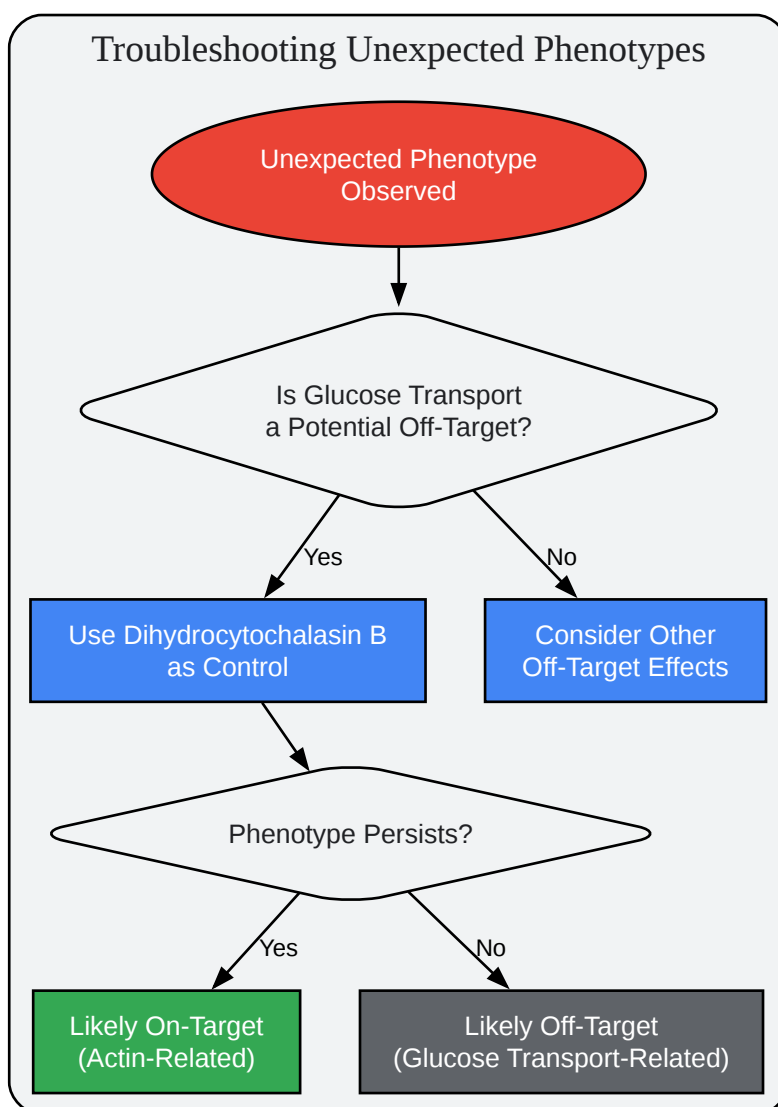 Troubleshooting Unexpected Phenotypes
Unexpected Phenotype
Observed
Is Glucose Transport
a Potential Off-Target?
Yes
No
Use Dihydrocytochalasin B
as Control
Consider Other
Off-Target Effects
Phenotype Persists?
Yes
No
Likely On-Target
(Actin-Related)
Likely Off-Target
(Glucose Transport-Related)